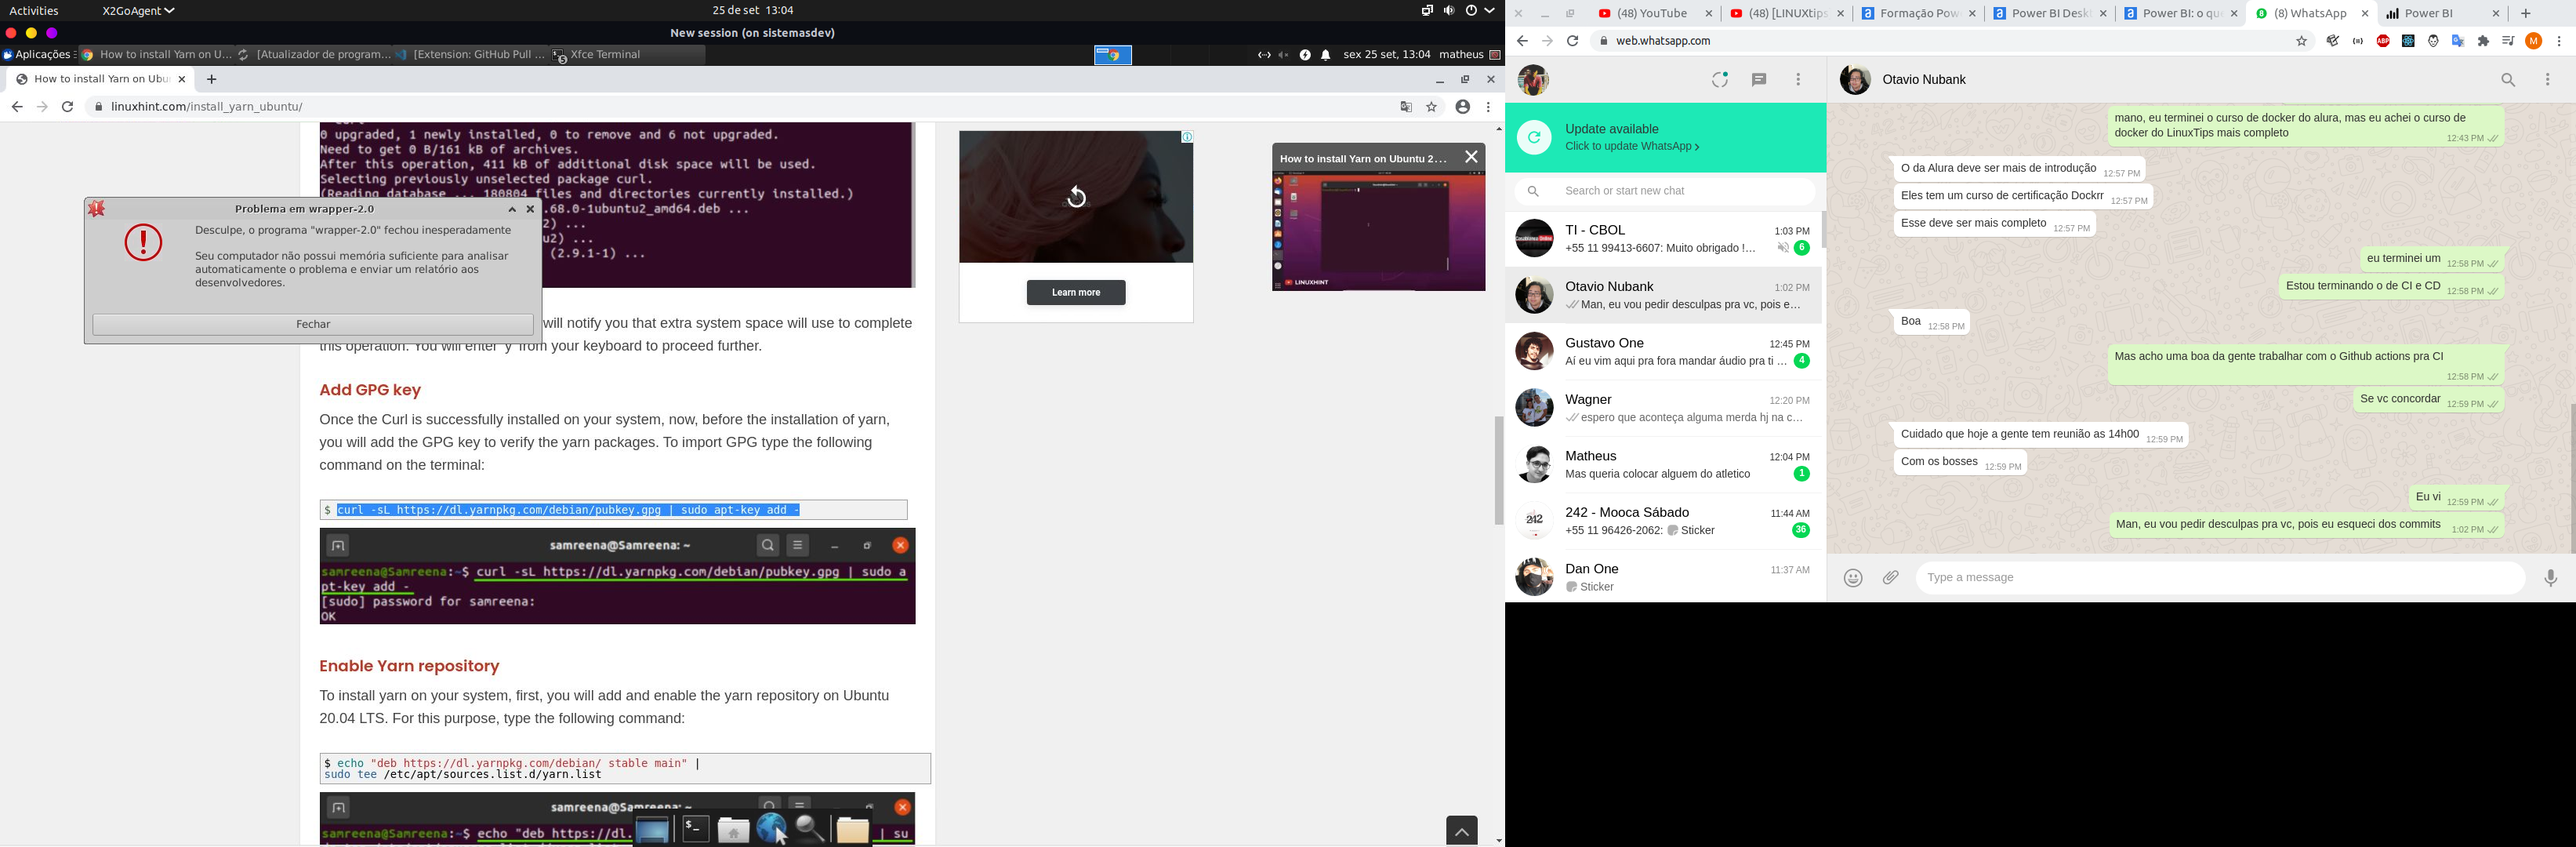 Activities
X2GoAgent
25 de set 13:04
New session (on sistemasdev)
Aplicações
How to install Yarn on U...
[Atualizador de program...
[Extension: GitHub Pull ...
Xfce Terminal
sex 25 set, 13:04 matheus
How to install Yarn on Ubu
linuxhint.com/install_yarn_ubuntu/
0 upgraded, 1 newly installed, 0 to remove and 6 not upgraded.
Need to get 0 B/161 kB of archives.
After this operation, 411 kB of additional disk space will be used.
Selecting previously unselected package curl.
(Reading database ... 180804 files and directories currently installed.)
.68.0-1ubuntu2_amd64.deb ...
2) ...
u2) ...
(2.9.1-1) ...
Problema em wrapper-2.0
Desculpe, o programa "wrapper-2.0" fechou inesperadamente
Seu computador não possui memória suficiente para analisar
automaticamente o problema e enviar um relatório aos
desenvolvedores.
Fechar
will notify you that extra system space will use to complete
this operation. You will enter 'y' from your keyboard to proceed further.
Add GPG key
Once the Curl is successfully installed on your system, now, before the installation of yarn,
you will add the GPG key to verify the yarn packages. To import GPG type the following
command on the terminal:
$ curl -sL https://dl.yarnpkg.com/debian/pubkey.gpg | sudo apt-key add -
samreena@Samreena: ~
samreena@Samreena:~$ curl -sL https://dl.yarnpkg.com/debian/pubkey.gpg | sudo a
pt-key add -
[sudo] password for samreena:
OK
Enable Yarn repository
To install yarn on your system, first, you will add and enable the yarn repository on Ubuntu
20.04 LTS. For this purpose, type the following command:
$ echo "deb https://dl.yarnpkg.com/debian/ stable main" |
sudo tee /etc/apt/sources.list.d/yarn.list
samreena@Samreena: ~
samreena@Samreena:~$ echo "deb https://dl.
| su
Learn more
How to install Yarn on Ubuntu 2...
LINUXHINT
(48) YouTube
(48) [LINUXtips
Formação Pow
Power BI Desk
Power BI: o que
(8) WhatsApp
Power BI
web.whatsapp.com
ABP
M
Update available
Click to update WhatsApp
Search or start new chat
TI - CBOL
1:03 PM
+55 11 99413-6607: Muito obrigado !...
6
Otavio Nubank
1:02 PM
Man, eu vou pedir desculpas pra vc, pois e...
Gustavo One
12:45 PM
Aí eu vim aqui pra fora mandar áudio pra ti ...
4
Wagner
12:20 PM
espero que aconteça alguma merda hj na c...
Matheus
12:04 PM
Mas queria colocar alguem do atletico
1
242 - Mooca Sábado
11:44 AM
242
+55 11 96426-2062: Sticker
36
Dan One
11:37 AM
Sticker
Otavio Nubank
mano, eu terminei o curso de docker do alura, mas eu achei o curso de
docker do LinuxTips mais completo
12:43 PM
O da Alura deve ser mais de introdução 12:57 PM
Eles tem um curso de certificação Dockrr 12:57 PM
Esse deve ser mais completo 12:57 PM
eu terminei um 12:58 PM
Estou terminando o de CI e CD 12:58 PM
Boa 12:58 PM
Mas acho uma boa da gente trabalhar com o Github actions pra CI
12:58 PM
Se vc concordar 12:59 PM
Cuidado que hoje a gente tem reunião as 14h00 12:59 PM
Com os bosses 12:59 PM
Eu vi 12:59 PM
Man, eu vou pedir desculpas pra vc, pois eu esqueci dos commits 1:02 PM
Type a message